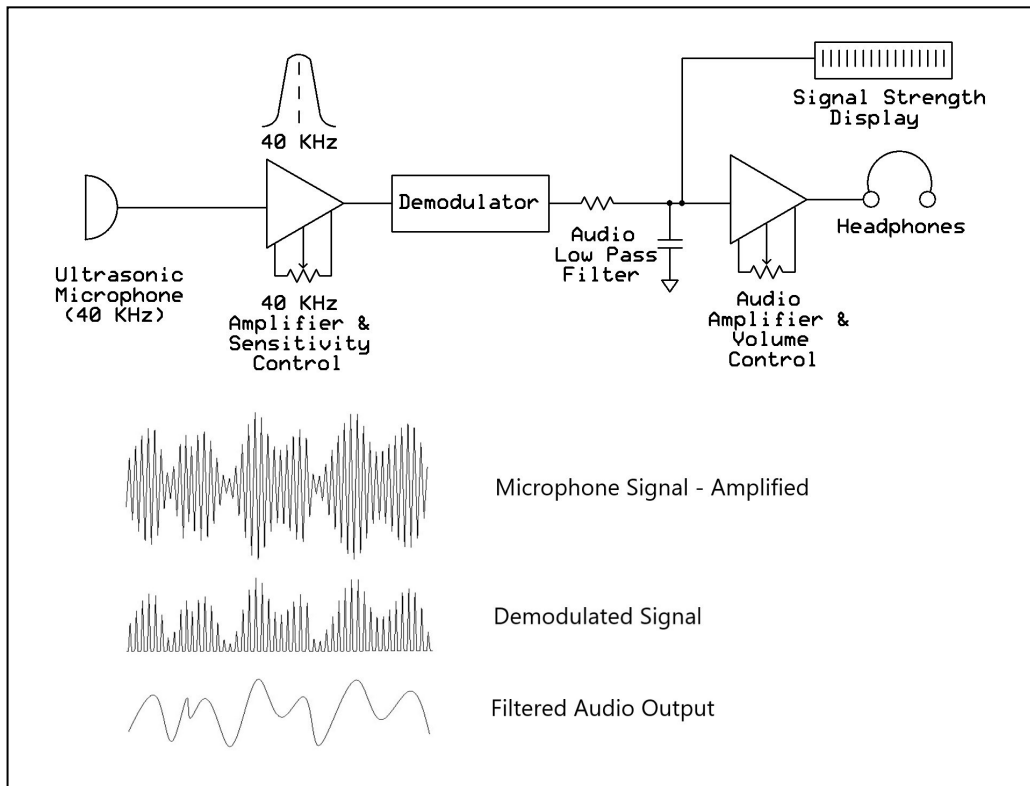 40 KHz
Signal Strength
Display
Demodulator
Headphones
Audio
Low Pass
Filter
Ultrasonic
Microphone
(40 KHz)
40 KHz
Amplifier &
Sensitivity
Control
Audio
Amplifier &
Volume
Control
Microphone Signal - Amplified
Demodulated Signal
Filtered Audio Output